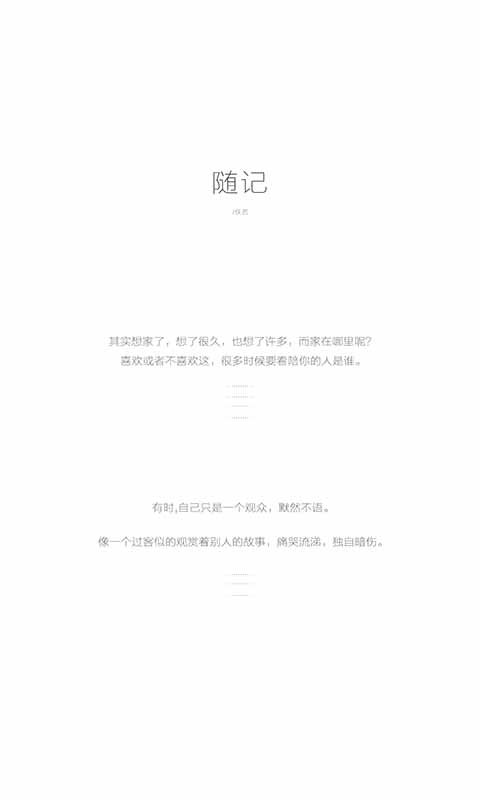 随记
其实想家了，想了很久，也想了许多，而家在哪里呢?
喜欢或者不喜欢这，很多时候要看陪你的人是谁。
有时,自己只是一个观众，默然不语。
像一个过客似的观赏着别人的故事，痛哭流涕，独自暗伤。